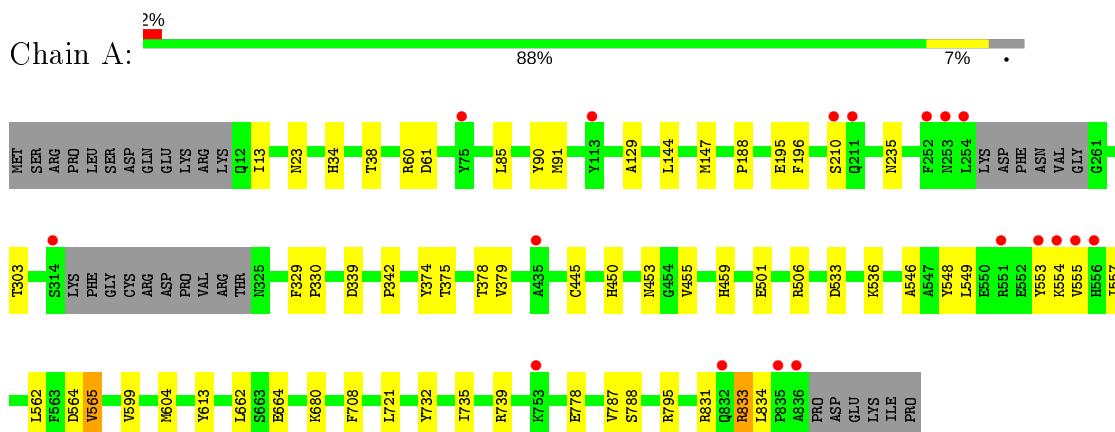 2%
Chain A:
88% 7% •
MET SER ARG PRO LEU SER ASP GLN GLU LYS ARG LYS Q12 I13 N23 H34 T38 R60 D61 Y75 L85 Y90 M91 Y113 A129 L144 M147 P188 E195 F196 S210 Q211 N235 F252 N253 L254 LYS ASP PHE ASN VAL GLY G261
T303 S314 LYS PHE GLY CYS ARG ASP PRO VAL ARG THR N325 F329 P330 D339 P342 Y374 T375 T378 V379 A435 C445 H450 N453 G454 V455 H459 E501 R506 D533 K536 A546 A547 Y548 L549 E550 R551 E552 Y553 K554 V555 H556 I557
L562 F563 D564 V565 V599 M604 Y613 L662 S663 E664 K680 F708 L721 Y732 I735 R739 K753 E778 V787 S788 R795 R831 Q832 R833 L834 P835 A836 PRO ASP GLU LYS ILE PRO